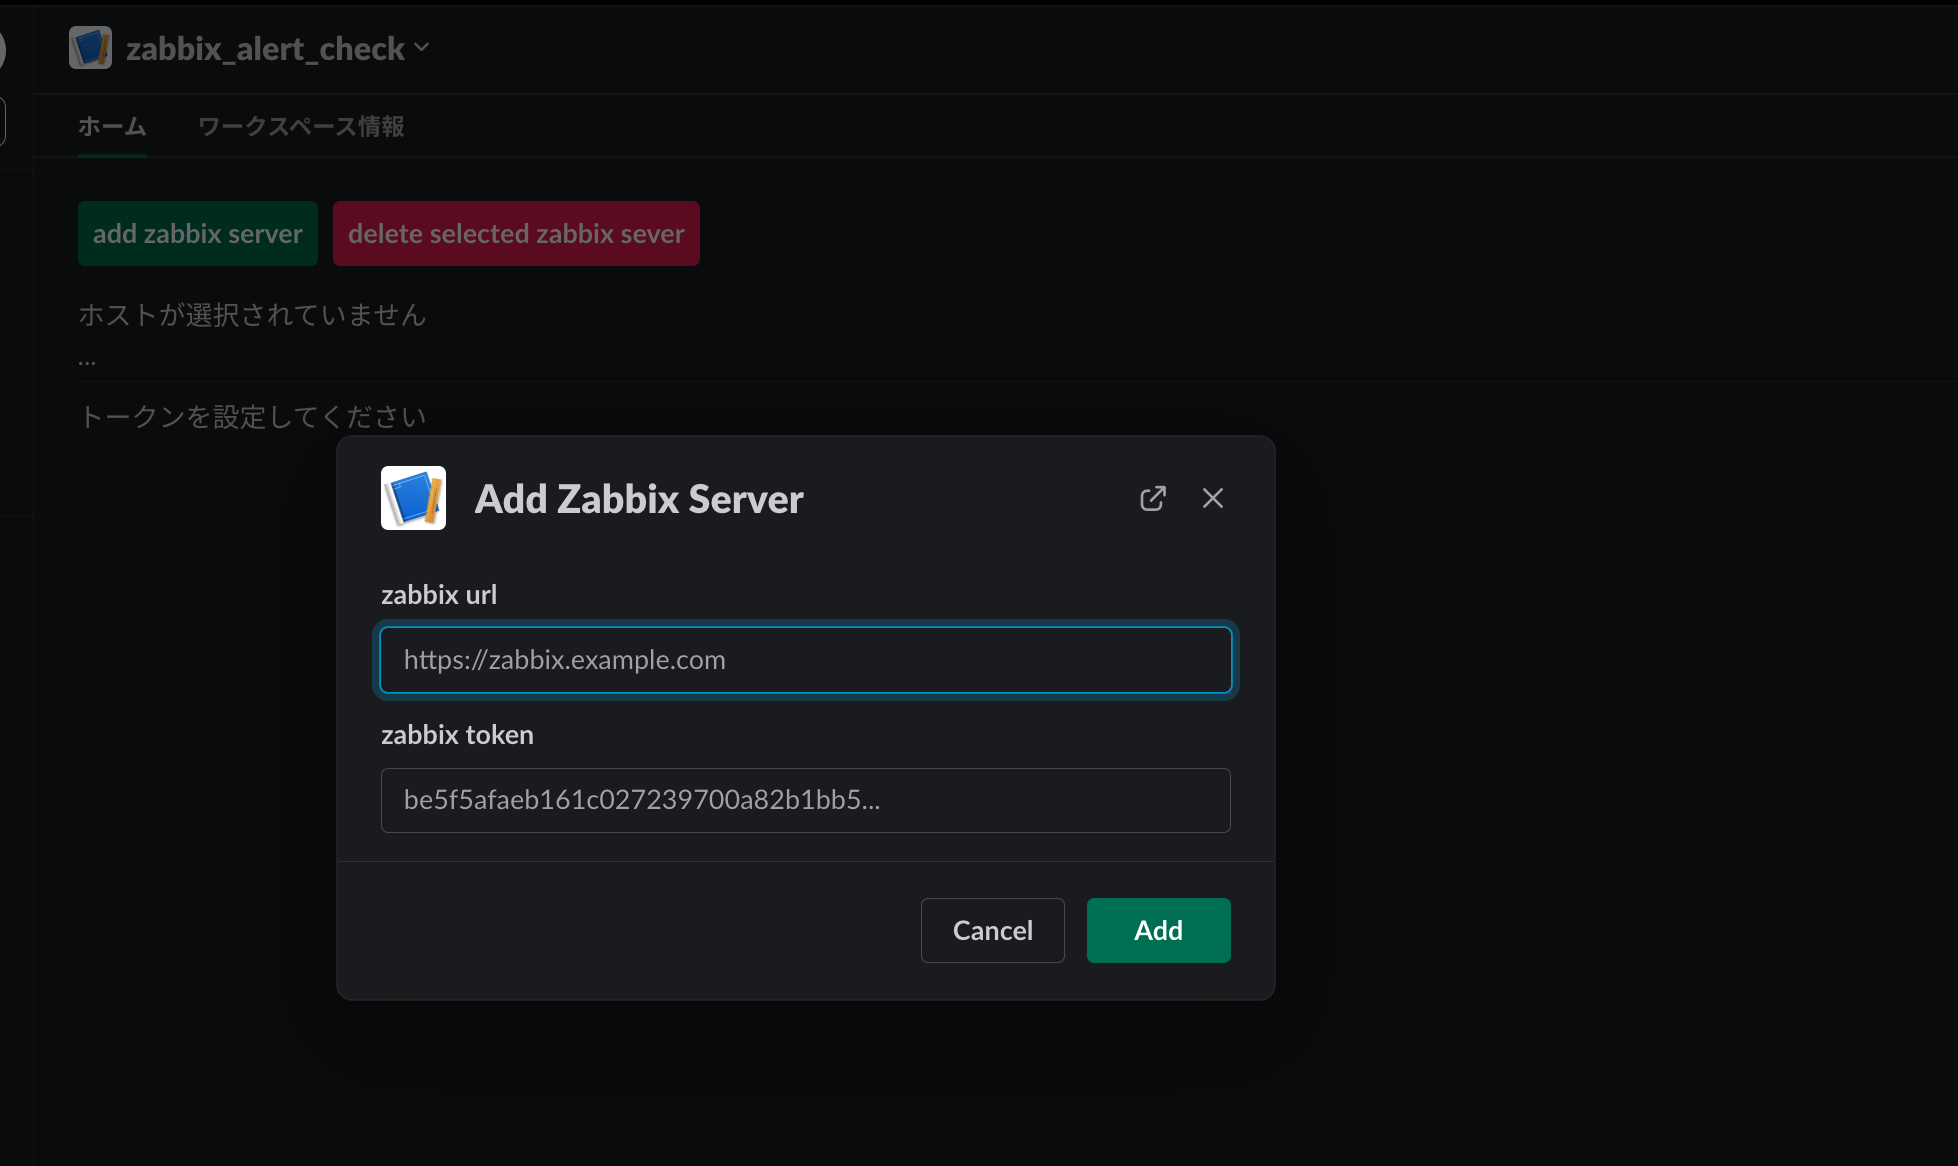 zabbix_alert_check
ホーム ワークスペース情報
add zabbix server delete selected zabbix sever
ホストが選択されていません
...
トークンを設定してください
Add Zabbix Server
zabbix url
https://zabbix.example.com
zabbix token
be5f5afaeb161c027239700a82b1bb5...
Cancel Add